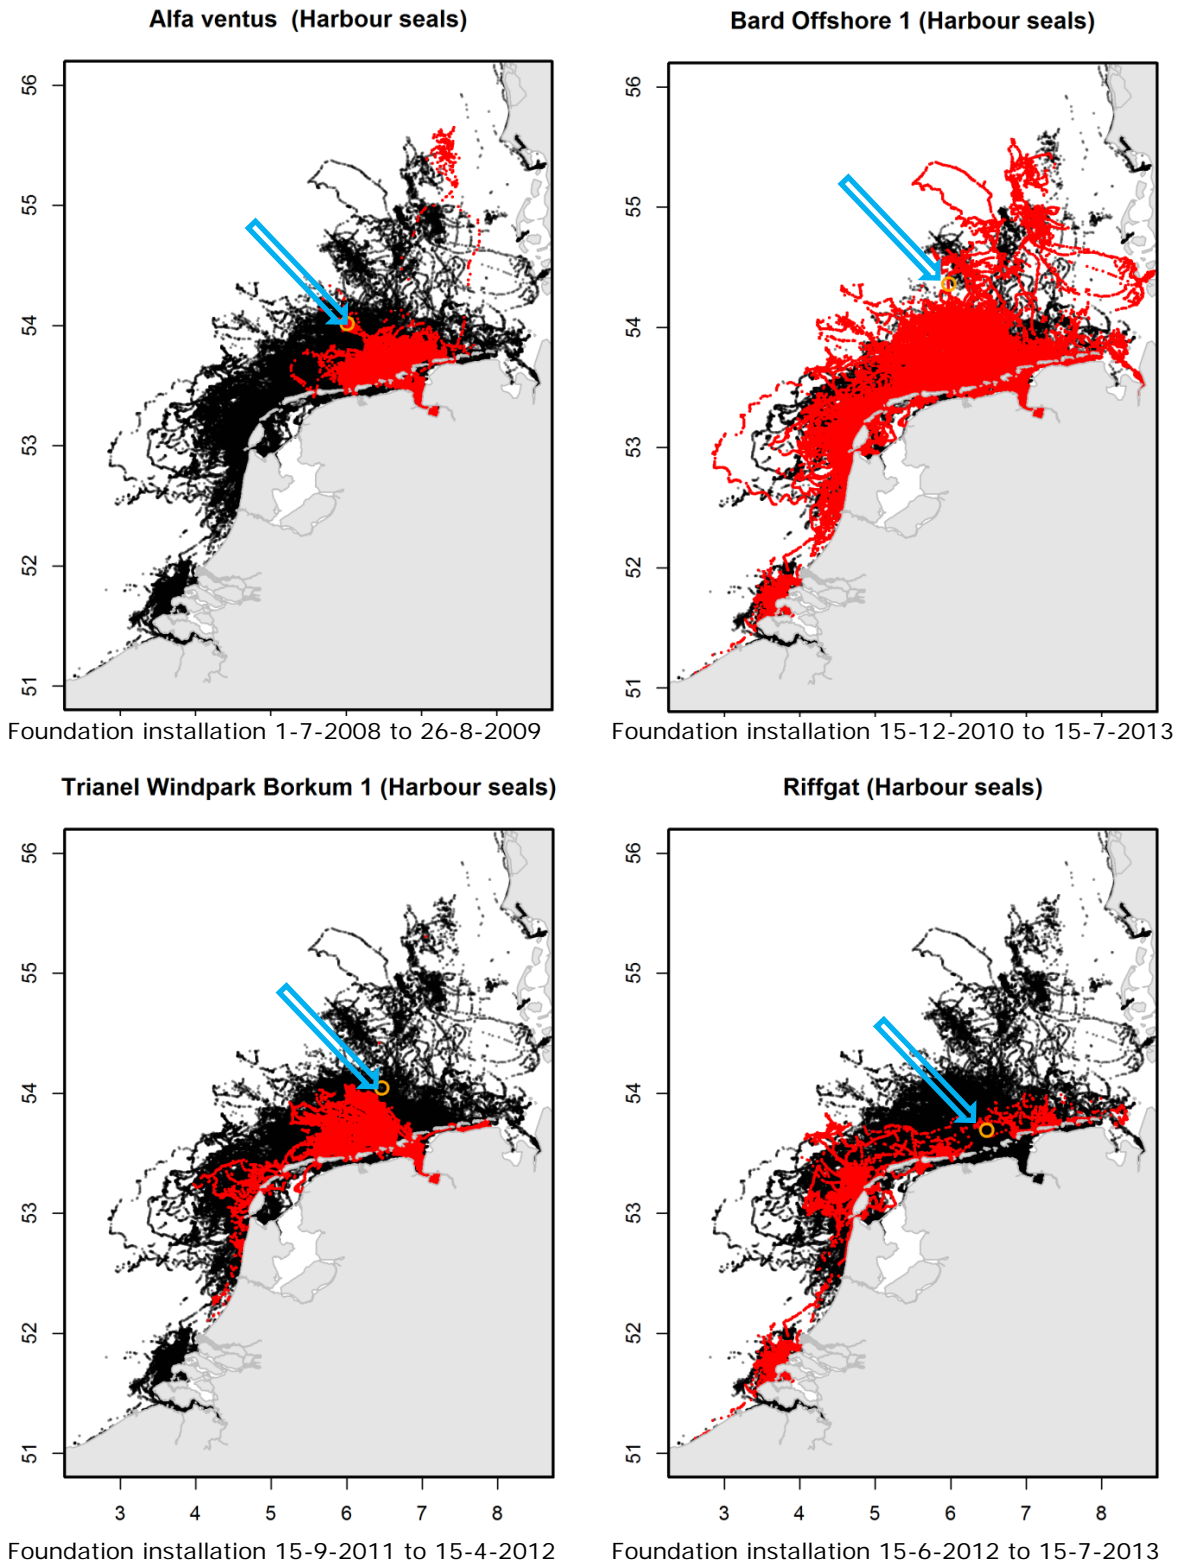 Alfa ventus (Harbour seals)
Bard Offshore 1 (Harbour seals)
56
55
54
53
52
51
56
55
54
53
52
51
Foundation installation 1-7-2008 to 26-8-2009
Foundation installation 15-12-2010 to 15-7-2013
Trianel Windpark Borkum 1 (Harbour seals)
Riffgat (Harbour seals)
56
55
54
53
52
51
3 4 5 6 7 8
56
55
54
53
52
51
3 4 5 6 7 8
Foundation installation 15-9-2011 to 15-4-2012
Foundation installation 15-6-2012 to 15-7-2013